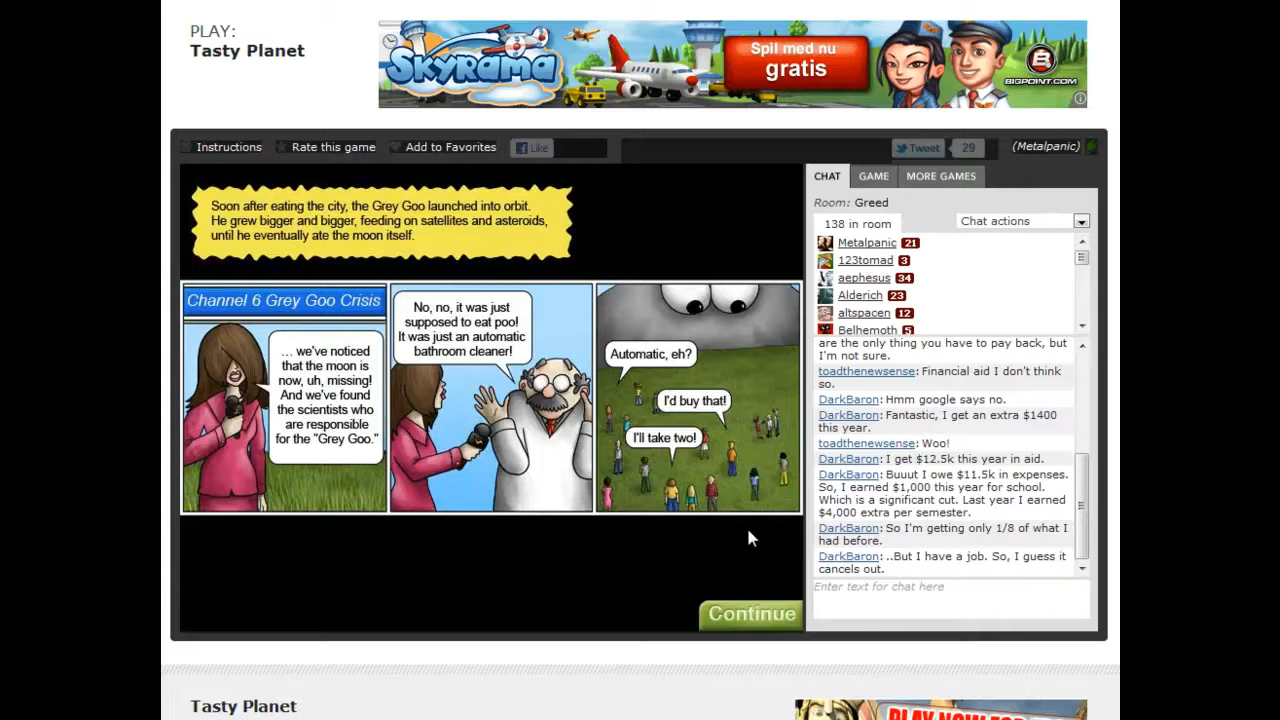 PLAY:
Tasty Planet
SKYRAMA
Spil med nu
gratis
BIGPOINT.COM
Instructions
Rate this game
Add to Favorites
Like
Tweet
29
(Metalpanic)
Soon after eating the city, the Grey Goo launched into orbit.
He grew bigger and bigger, feeding on satellites and asteroids,
until he eventually ate the moon itself.
Channel 6 Grey Goo Crisis
... we've noticed
that the moon is
now, uh, missing!
And we've found
the scientists who
are responsible
for the "Grey Goo."
No, no, it was just
supposed to eat poo!
It was just an automatic
bathroom cleaner!
Automatic, eh?
I'd buy that!
I'll take two!
Continue
CHAT
GAME
MORE GAMES
Room: Greed
138 in room
Chat actions
Metalpanic 21
123tomad 3
aephesus 34
Alderich 23
altspacen 12
Belhemoth 5
are the only thing you have to pay back, but
I'm not sure.
toadthenewsense: Financial aid I don't think
so.
DarkBaron: Hmm google says no.
DarkBaron: Fantastic, I get an extra $1400
this year.
toadthenewsense: Woo!
DarkBaron: I get $12.5k this year in aid.
DarkBaron: Buuut I owe $11.5k in expenses.
So, I earned $1,000 this year for school.
Which is a significant cut. Last year I earned
$4,000 extra per semester.
DarkBaron: So I'm getting only 1/8 of what I
had before.
DarkBaron: ..But I have a job. So, I guess it
cancels out.
Enter text for chat here
Tasty Planet
PLAY NOW FOR